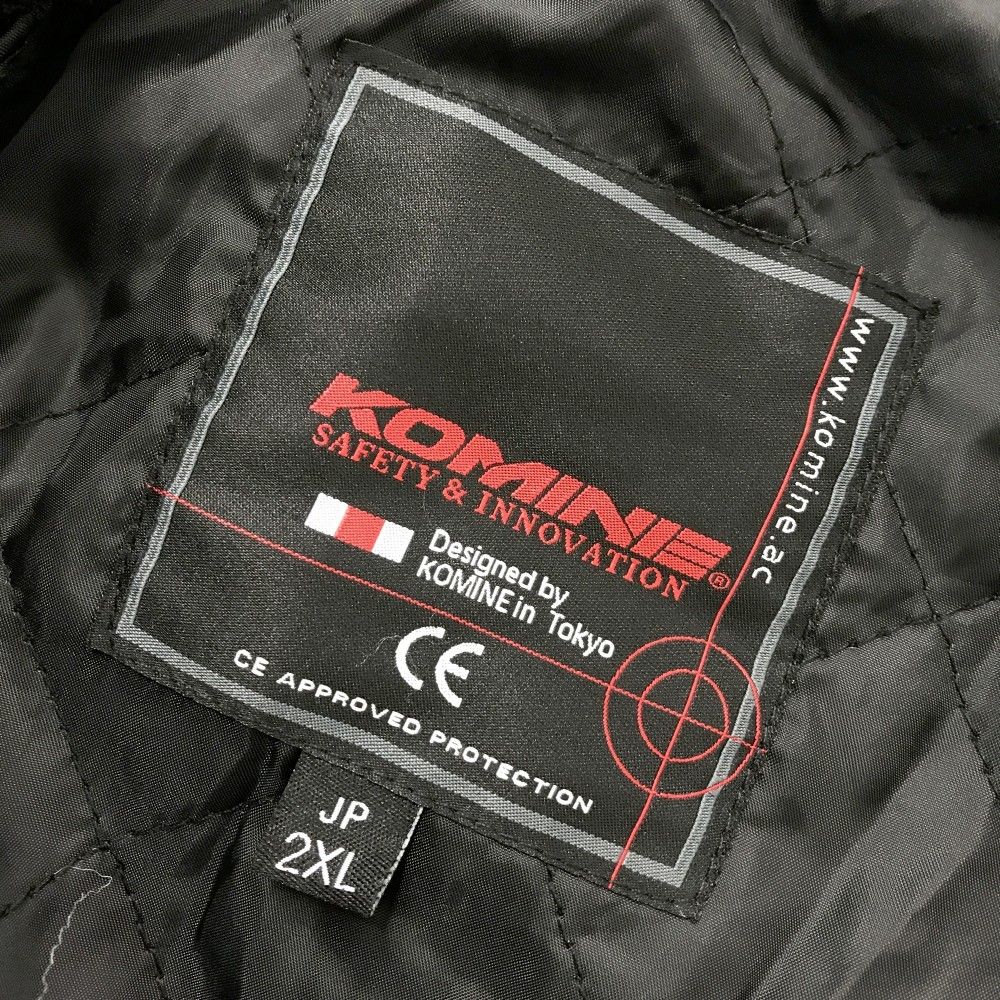 www.komine.ac
KOMINE®
SAFETY & INNOVATION
Designed by
KOMINE in Tokyo
CE
CE APPROVED PROTECTION
JP
2XL